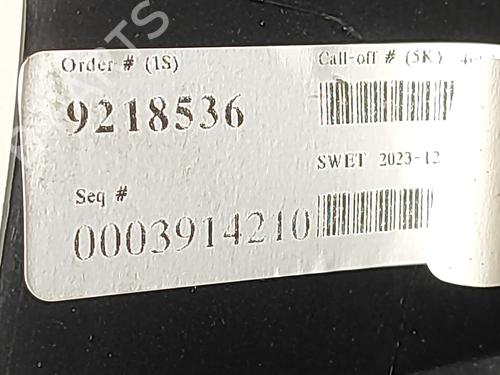 Order # (1S)
Call-off # (5K)
9218536
SWET 2023-12
Seq #
0003914210